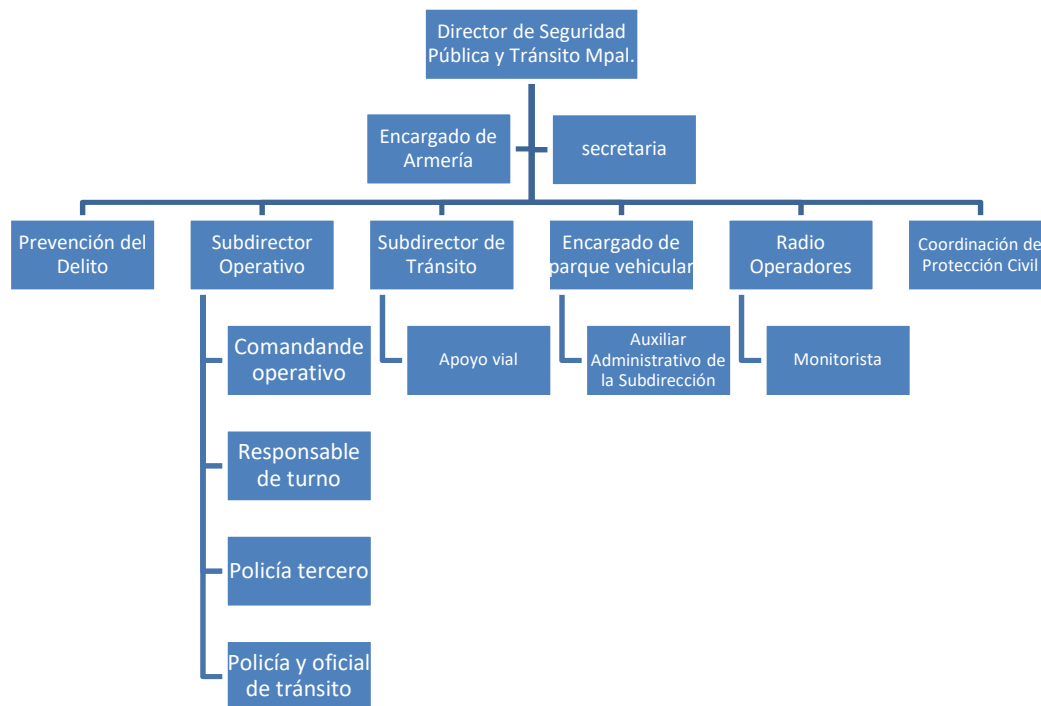 Director de Seguridad
Pública y Tránsito Mpal.
Encargado de
Armería
secretaria
Prevención del
Delito
Subdirector
Operativo
Subdirector de
Tránsito
Encargado de
parque vehicular
Radio
Operadores
Coordinación de
Protección Civil
Comandande
operativo
Apoyo vial
Auxiliar
Administrativo de
la Subdirección
Monitorista
Responsable
de turno
Policía tercero
Policía y oficial
de tránsito